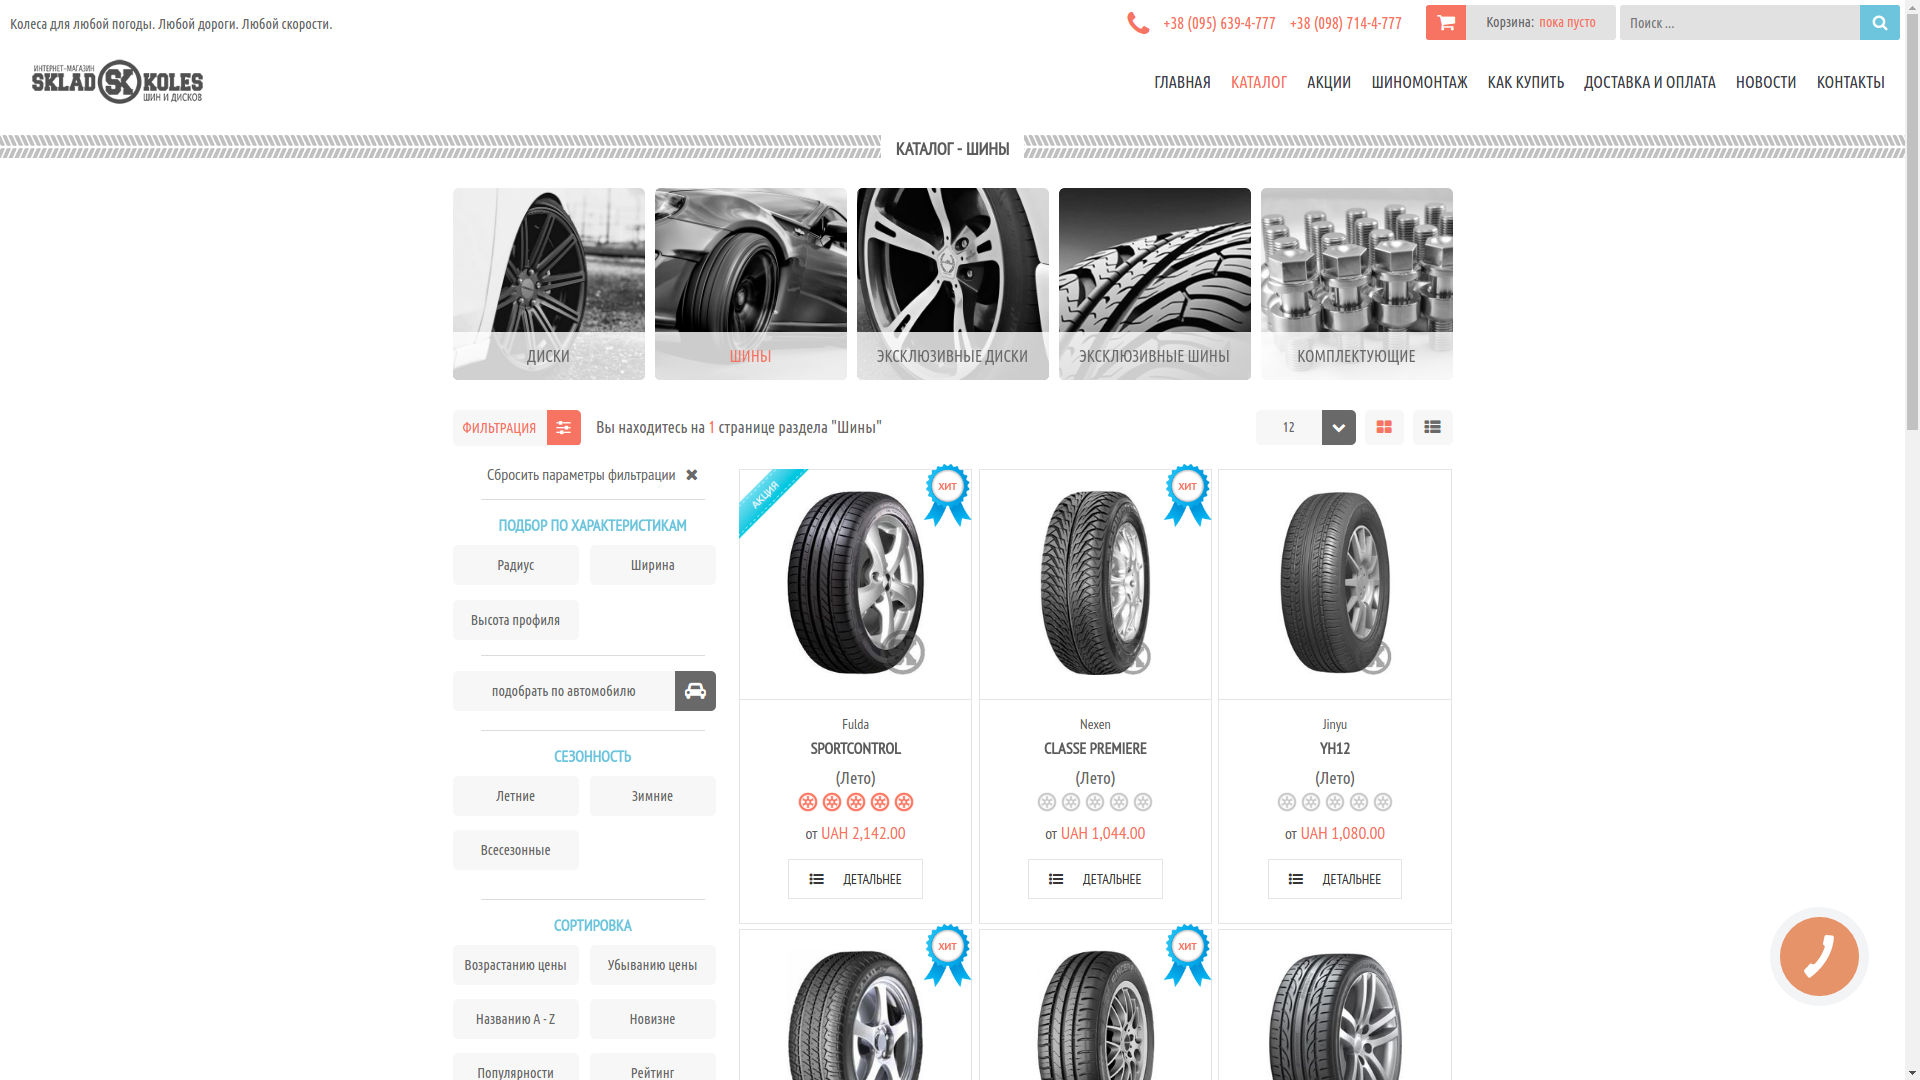 Колеса для любой погоды. Любой дороги. Любой скорости.
+38 (095) 639-4-777 +38 (098) 714-4-777
Корзина: пока пусто
Поиск ...
ИНТЕРНЕТ-МАГАЗИН
SKLAD SK KOLES
ШИН И ДИСКОВ
ГЛАВНАЯ КАТАЛОГ АКЦИИ ШИНОМОНТАЖ КАК КУПИТЬ ДОСТАВКА И ОПЛАТА НОВОСТИ КОНТАКТЫ
КАТАЛОГ - ШИНЫ
ДИСКИ ШИНЫ ЭКСКЛЮЗИВНЫЕ ДИСКИ ЭКСКЛЮЗИВНЫЕ ШИНЫ КОМПЛЕКТУЮЩИЕ
ФИЛЬТРАЦИЯ
Вы находитесь на 1 странице раздела "Шины"
12
Сбросить параметры фильтрации
ПОДБОР ПО ХАРАКТЕРИСТИКАМ
Радиус Ширина
Высота профиля
подобрать по автомобилю
СЕЗОННОСТЬ
Летние Зимние
Всесезонные
СОРТИРОВКА
Возрастанию цены Убыванию цены
Названию A - Z Новизне
Популярности Рейтинг
АКЦИЯ
ХИТ
SK
Fulda
SPORTCONTROL
(Лето)
от UAH 2,142.00
ДЕТАЛЬНЕЕ
ХИТ
SK
Nexen
CLASSE PREMIERE
(Лето)
от UAH 1,044.00
ДЕТАЛЬНЕЕ
SK
Jinyu
YH12
(Лето)
от UAH 1,080.00
ДЕТАЛЬНЕЕ
ХИТ
ХИТ